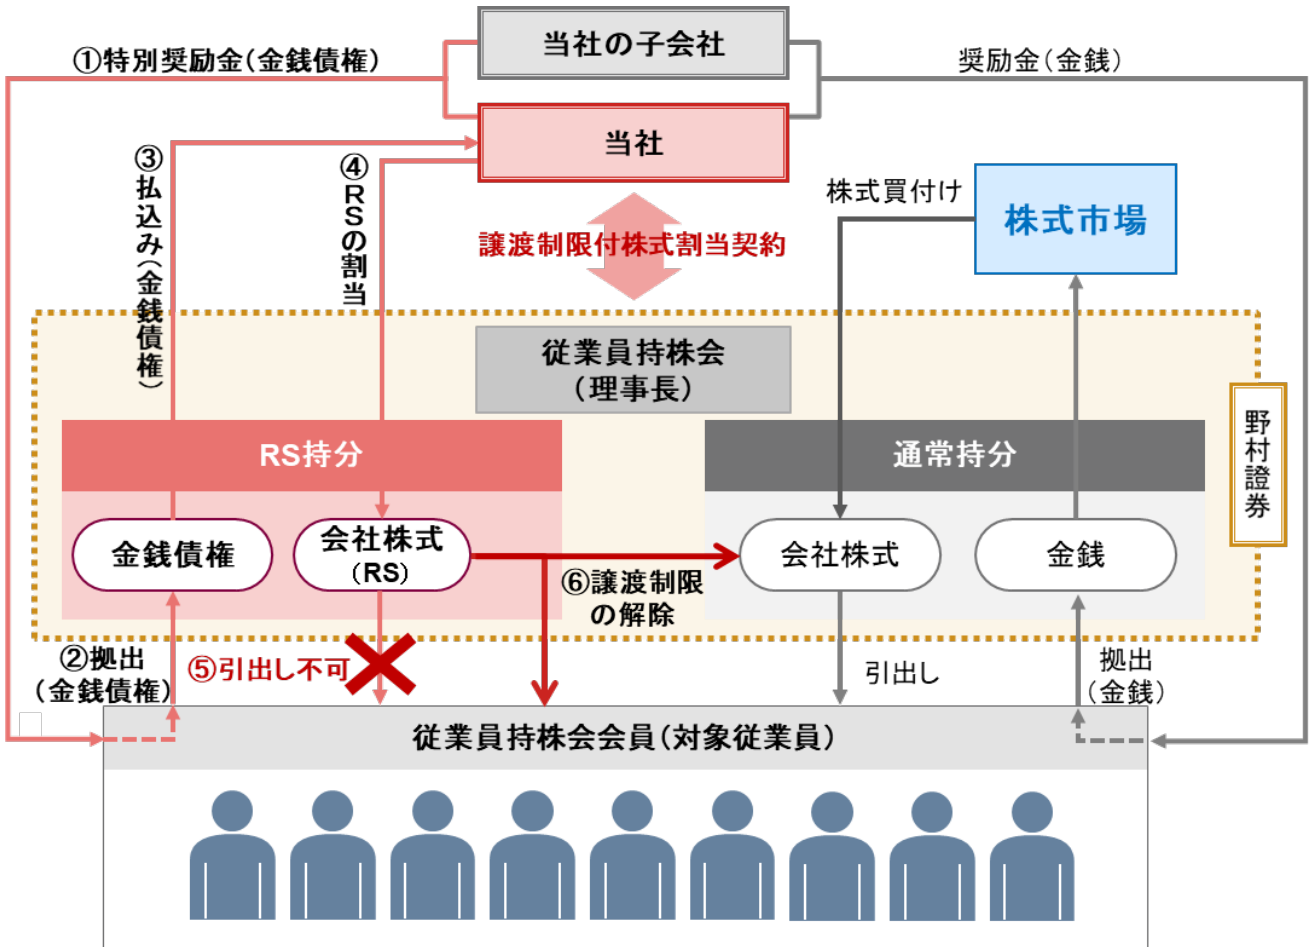 当社の子会社
①特別奨励金(金銭債権)
奨励金(金銭)
当社
③払込み(金銭債権)
④RSの割当
株式買付け
株式市場
譲渡制限付株式割当契約
従業員持株会
(理事長)
野村證券
RS持分
通常持分
金銭債権
会社株式
(RS)
会社株式
金銭
⑥譲渡制限
の解除
②拠出
(金銭債権)
⑤引出し不可
引出し
拠出
(金銭)
従業員持株会会員(対象従業員)